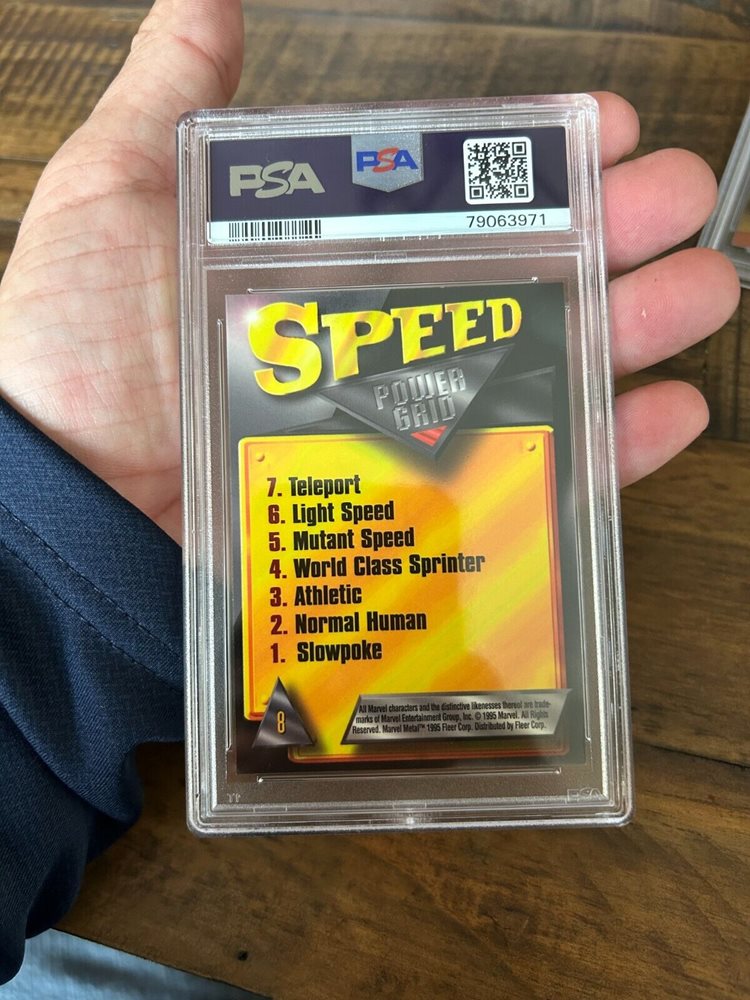 PSA PSA
79063971
SPEED
POWER
GRID
7. Teleport
6. Light Speed
5. Mutant Speed
4. World Class Sprinter
3. Athletic
2. Normal Human
1. Slowpoke
8
All Marvel characters and the distinctive likenesses thereof are trade-
marks of Marvel Entertainment Group, Inc. © 1995 Marvel. All Rights
Reserved. Marvel Metal™ 1995 Fleer Corp. Distributed by Fleer Corp.
PSA